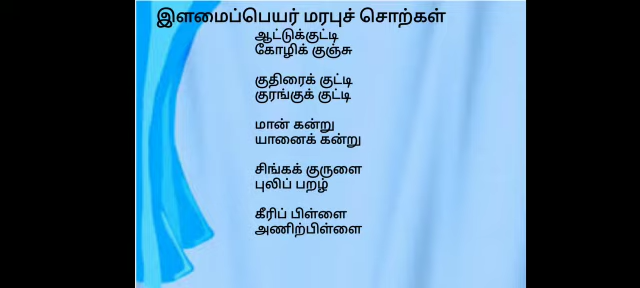 இளமைப்பெயர் மரபுச் சொற்கள்
ஆட்டுக்குட்டி
கோழிக் குஞ்சு
குதிரைக் குட்டி
குரங்குக் குட்டி
மான் கன்று
யானைக் கன்று
சிங்கக் குருளை
புலிப் பறழ்
கீரிப் பிள்ளை
அணிற்பிள்ளை